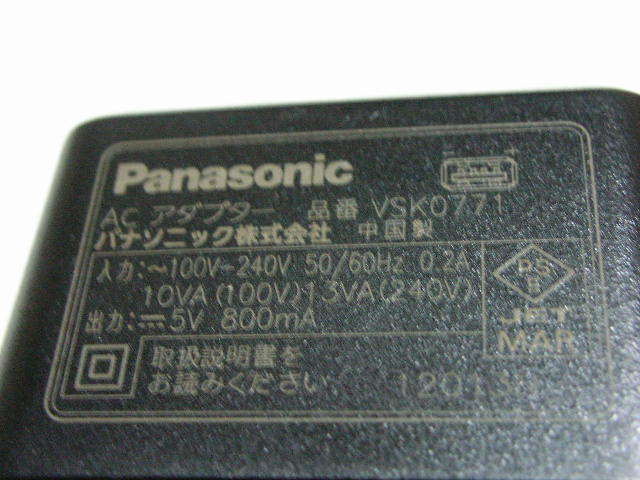 Panasonic
AC アダプター 品番 VSK0771
パナソニック株式会社 中国製
入力:～100V-240V 50/60Hz 0.2A
10VA(100V)13VA(240V)
出力:⎓5V 800mA
PS
E
JET
MAR
取扱説明書を
お読みください